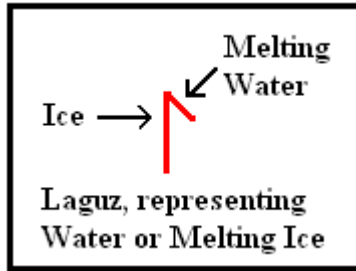 Melting
Water
Ice
Laguz, representing
Water or Melting Ice